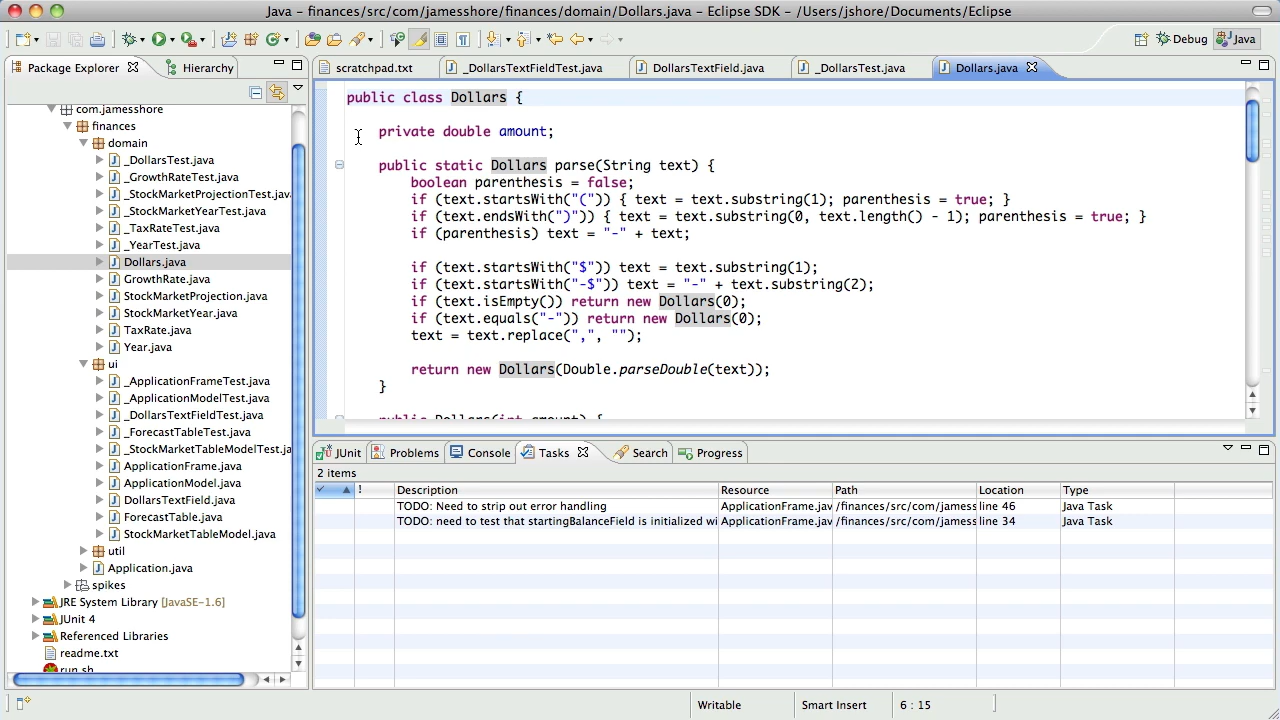 Java – finances/src/com/jamesshore/finances/domain/Dollars.java – Eclipse SDK – /Users/jshore/Documents/Eclipse
Debug Java
Package Explorer Hierarchy
com.jamesshore
finances
domain
_DollarsTest.java
_GrowthRateTest.java
_StockMarketProjectionTest.java
_StockMarketYearTest.java
_TaxRateTest.java
_YearTest.java
Dollars.java
GrowthRate.java
StockMarketProjection.java
StockMarketYear.java
TaxRate.java
Year.java
ui
_ApplicationFrameTest.java
_ApplicationModelTest.java
_DollarsTextFieldTest.java
_ForecastTableTest.java
_StockMarketTableModelTest.ja
ApplicationFrame.java
ApplicationModel.java
DollarsTextField.java
ForecastTable.java
StockMarketTableModel.java
util
Application.java
spikes
JRE System Library [JavaSE-1.6]
JUnit 4
Referenced Libraries
readme.txt
run.sh
scratchpad.txt _DollarsTextFieldTest.java DollarsTextField.java _DollarsTest.java Dollars.java
public class Dollars {
private double amount;
public static Dollars parse(String text) {
boolean parenthesis = false;
if (text.startsWith("(")) { text = text.substring(1); parenthesis = true; }
if (text.endsWith(")")) { text = text.substring(0, text.length() - 1); parenthesis = true; }
if (parenthesis) text = "-" + text;
if (text.startsWith("$")) text = text.substring(1);
if (text.startsWith("-$")) text = "-" + text.substring(2);
if (text.isEmpty()) return new Dollars(0);
if (text.equals("-")) return new Dollars(0);
text = text.replace(",", "");
return new Dollars(Double.parseDouble(text));
}
public Dollars(int amount) {
JUnit Problems Console Tasks Search Progress
2 items
! Description Resource Path Location Type
TODO: Need to strip out error handling ApplicationFrame.jav /finances/src/com/jamess line 46 Java Task
TODO: need to test that startingBalanceField is initialized wi ApplicationFrame.jav /finances/src/com/jamess line 34 Java Task
Writable Smart Insert 6 : 15